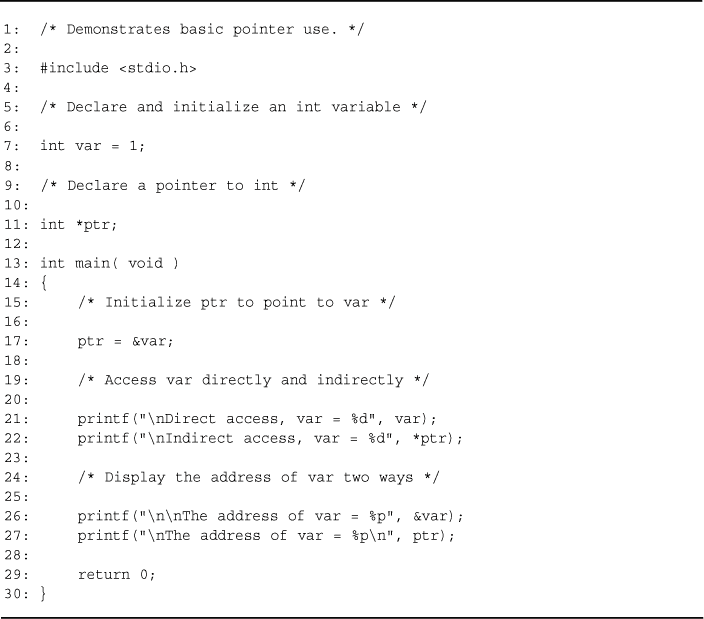 1: /* Demonstrates basic pointer use. */
2:
3: #include <stdio.h>
4:
5: /* Declare and initialize an int variable */
6:
7: int var = 1;
8:
9: /* Declare a pointer to int */
10:
11: int *ptr;
12:
13: int main( void )
14: {
15:     /* Initialize ptr to point to var */
16:
17:     ptr = &var;
18:
19:     /* Access var directly and indirectly */
20:
21:     printf("\nDirect access, var = %d", var);
22:     printf("\nIndirect access, var = %d", *ptr);
23:
24:     /* Display the address of var two ways */
25:
26:     printf("\n\nThe address of var = %p", &var);
27:     printf("\nThe address of var = %p\n", ptr);
28:
29:     return 0;
30: }